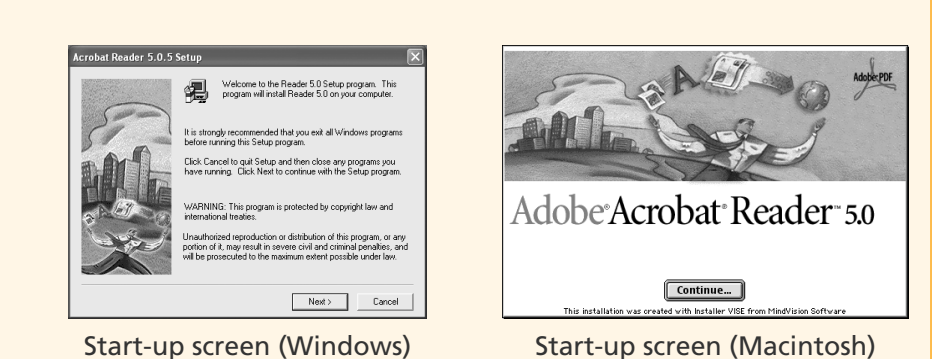 Acrobat Reader 5.0.5 Setup
Welcome to the Reader 5.0 Setup program. This
program will install Reader 5.0 on your computer.
It is strongly recommended that you exit all Windows programs
before running this Setup program.
Click Cancel to quit Setup and then close any programs you
have running. Click Next to continue with the Setup program.
WARNING: This program is protected by copyright law and
international treaties.
Unauthorized reproduction or distribution of this program, or any
portion of it, may result in severe civil and criminal penalties, and
will be prosecuted to the maximum extent possible under law.
Next >
Cancel
Start-up screen (Windows)
A
Adobe PDF
Adobe® Acrobat® Reader™ 5.0
Continue...
This installation was created with Installer VISE from MindVision Software
Start-up screen (Macintosh)